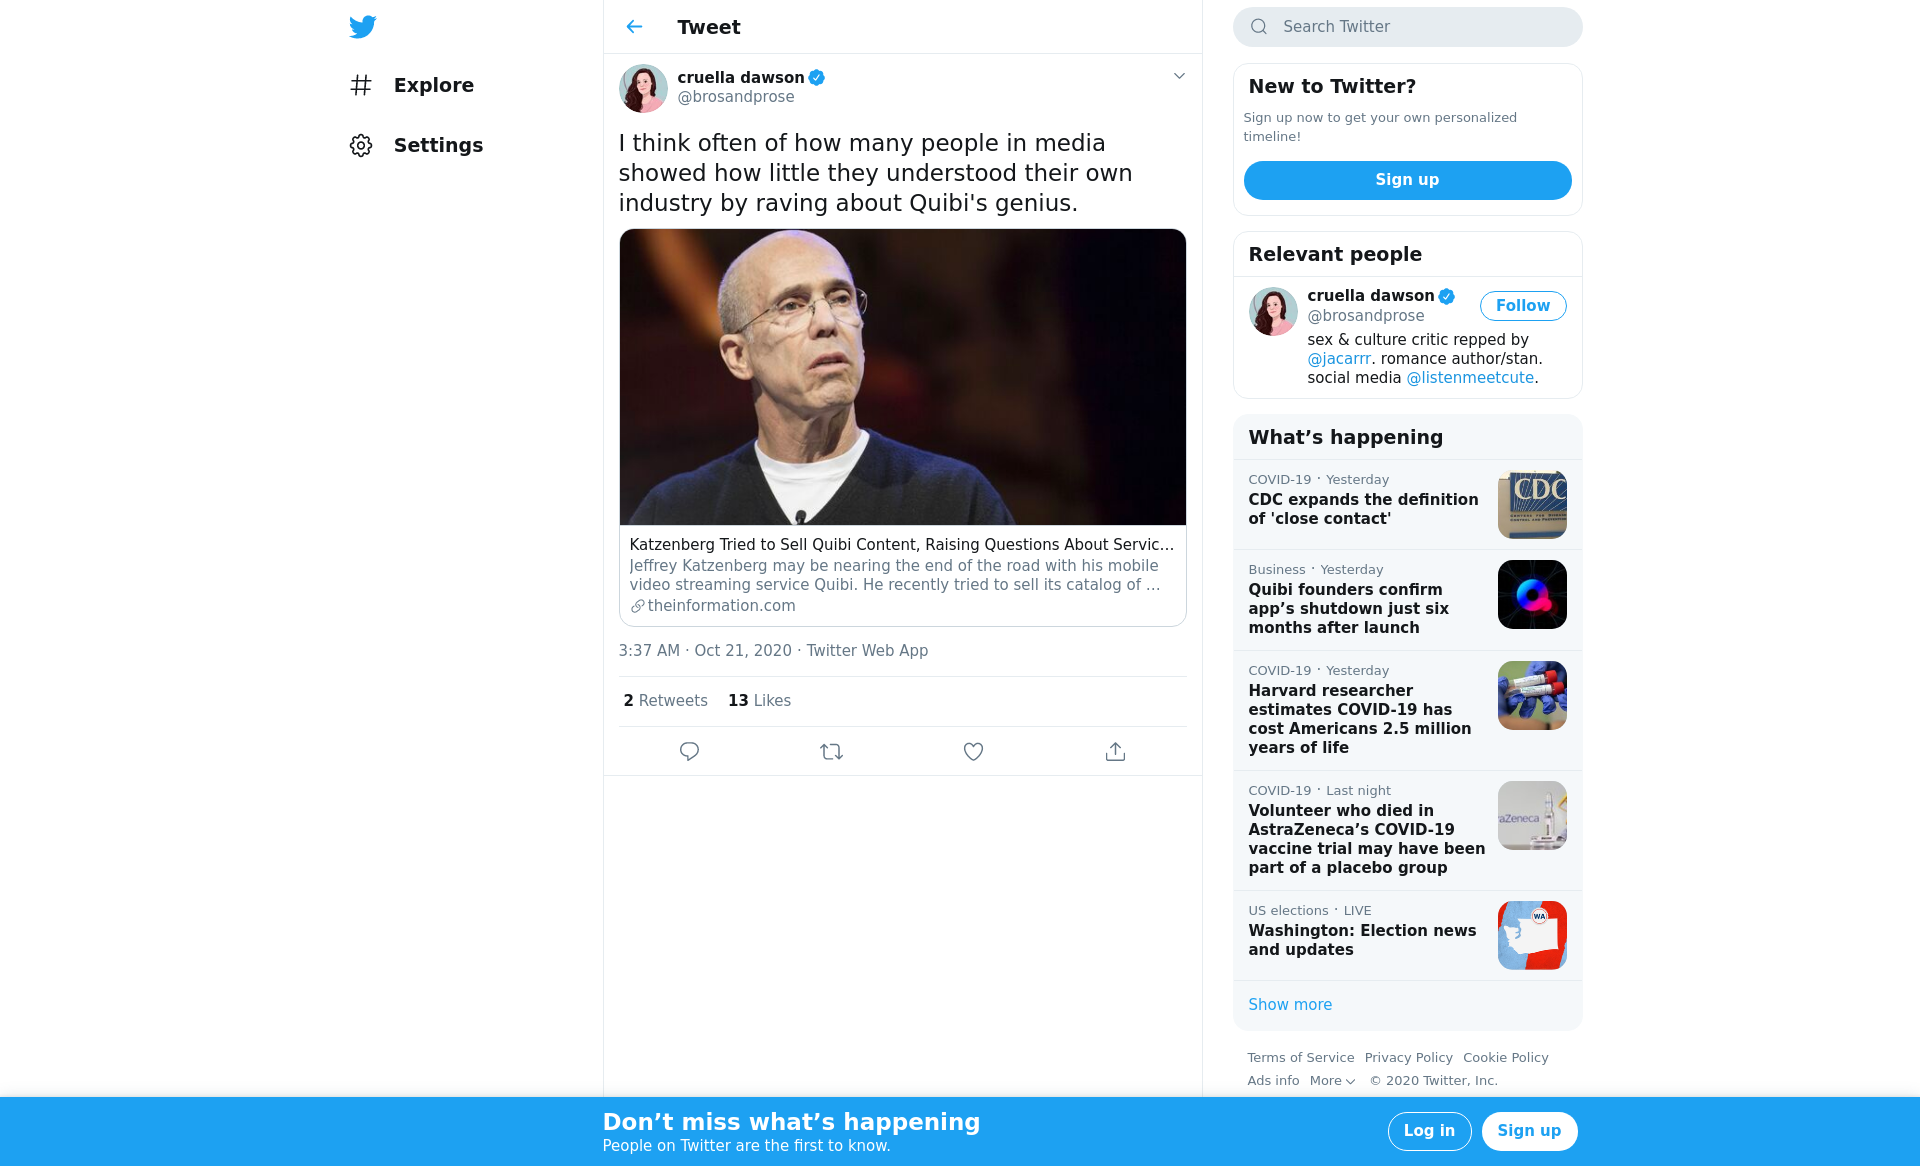 Explore
Settings
Tweet
cruella dawson
@brosandprose
I think often of how many people in media
showed how little they understood their own
industry by raving about Quibi's genius.
Katzenberg Tried to Sell Quibi Content, Raising Questions About Servic...
Jeffrey Katzenberg may be nearing the end of the road with his mobile
video streaming service Quibi. He recently tried to sell its catalog of ...
theinformation.com
3:37 AM · Oct 21, 2020 · Twitter Web App
2 Retweets 13 Likes
Search Twitter
New to Twitter?
Sign up now to get your own personalized
timeline!
Sign up
Relevant people
cruella dawson
@brosandprose
Follow
sex & culture critic repped by
@jacarrr. romance author/stan.
social media @listenmeetcute.
What’s happening
COVID-19 · Yesterday
CDC expands the definition
of 'close contact'
CDC
Business · Yesterday
Quibi founders confirm
app’s shutdown just six
months after launch
COVID-19 · Yesterday
Harvard researcher
estimates COVID-19 has
cost Americans 2.5 million
years of life
COVID-19 · Last night
Volunteer who died in
AstraZeneca’s COVID-19
vaccine trial may have been
part of a placebo group
aZeneca
US elections · LIVE
Washington: Election news
and updates
WA
Show more
Terms of Service Privacy Policy Cookie Policy
Ads info More © 2020 Twitter, Inc.
Don’t miss what’s happening
People on Twitter are the first to know.
Log in
Sign up